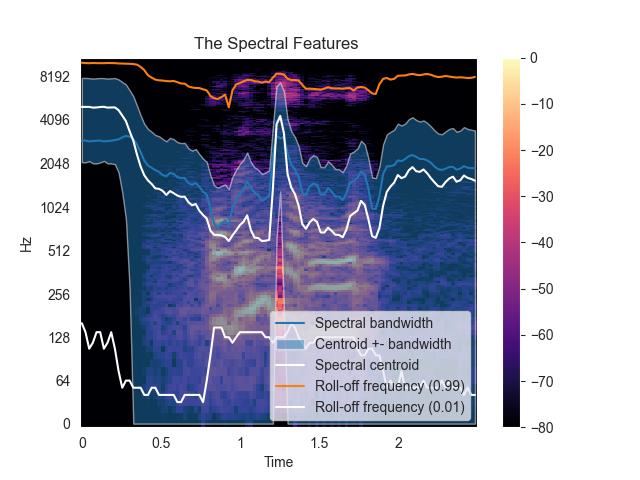 The Spectral Features
8192
4096
2048
1024
512
256
128
64
0
Hz
0
0.5
1
1.5
2
Time
Spectral bandwidth
Centroid +- bandwidth
Spectral centroid
Roll-off frequency (0.99)
Roll-off frequency (0.01)
0
−10
−20
−30
−40
−50
−60
−70
−80